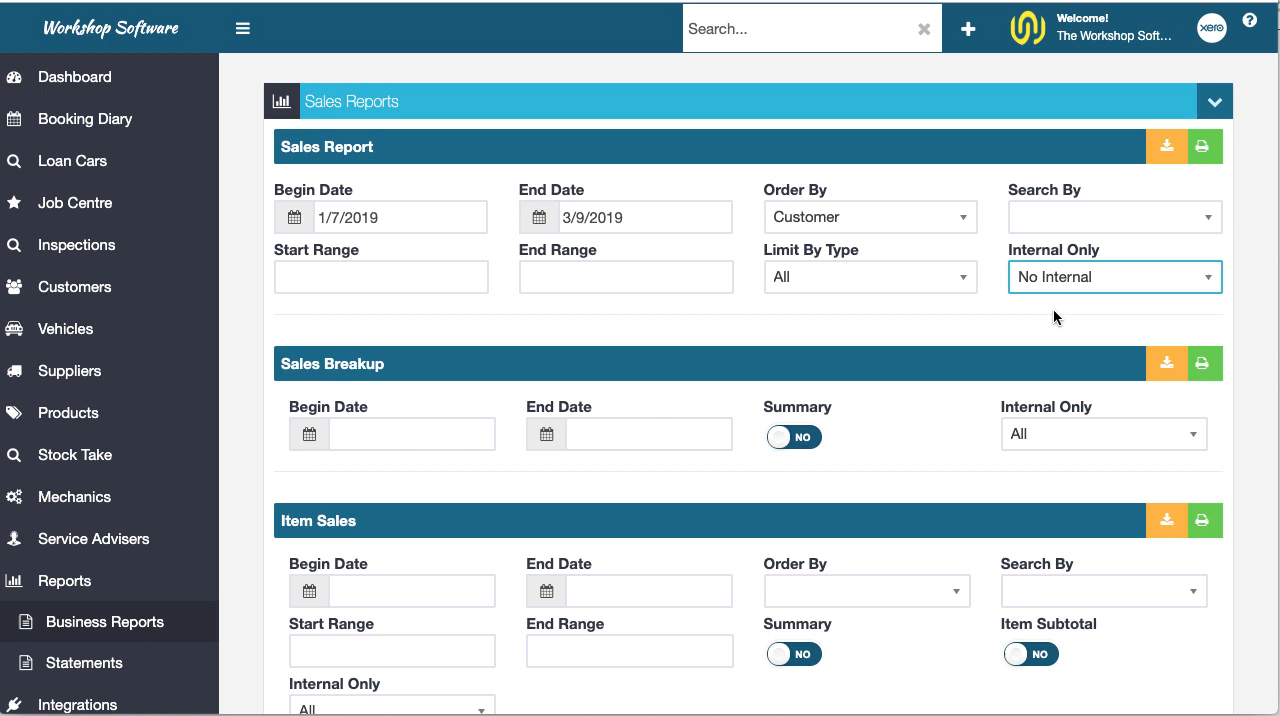 Workshop Software
Search...
Welcome!
The Workshop Soft...
xero
?
Dashboard
Booking Diary
Loan Cars
Job Centre
Inspections
Customers
Vehicles
Suppliers
Products
Stock Take
Mechanics
Service Advisers
Reports
Business Reports
Statements
Integrations
Sales Reports
Sales Report
Begin Date End Date Order By Search By
1/7/2019 3/9/2019 Customer
Start Range End Range Limit By Type Internal Only
All No Internal
Sales Breakup
Begin Date End Date Summary Internal Only
NO All
Item Sales
Begin Date End Date Order By Search By
Start Range End Range Summary Item Subtotal
NO NO
Internal Only
All